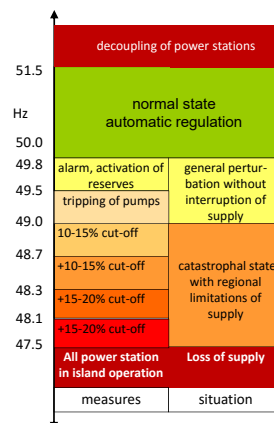 decoupling of power stations
51.5
Hz
normal state
automatic regulation
50.0
49.8
alarm, activation of
reserves
general pertur-
bation without
interruption of
supply
49.5
tripping of pumps
49.0
10-15% cut-off
48.7
+10-15% cut-off
catastrophal state
with regional
limitations of
supply
48.3
+15-20% cut-off
48.1
+15-20% cut-off
47.5
All power station
in island operation
Loss of supply
measures
situation